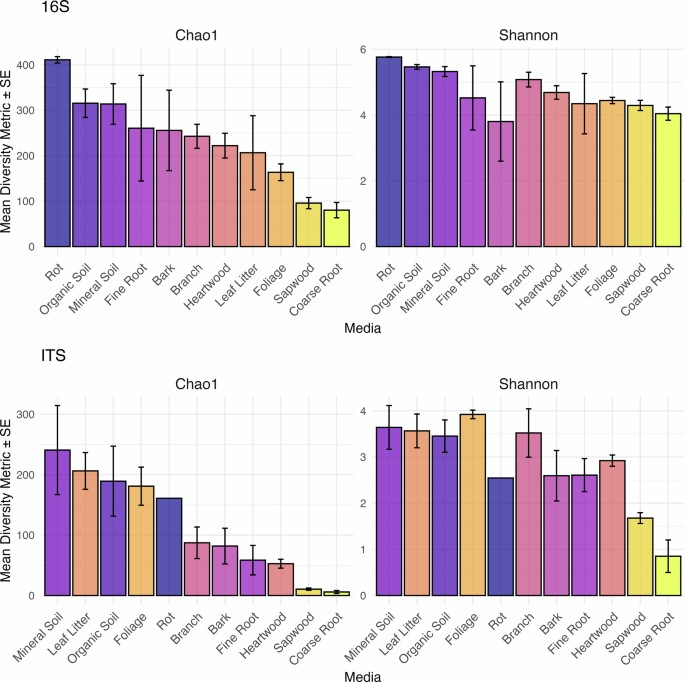 16S
Chao1
Shannon
Mean Diversity Metric ± SE
400
300
200
100
0
6
4
2
0
Rot
Organic Soil
Mineral Soil
Fine Root
Bark
Branch
Heartwood
Leaf Litter
Foliage
Sapwood
Coarse Root
Rot
Organic Soil
Mineral Soil
Fine Root
Bark
Branch
Heartwood
Leaf Litter
Foliage
Sapwood
Coarse Root
Media
ITS
Chao1
Shannon
Mean Diversity Metric ± SE
300
200
100
0
4
3
2
1
0
Mineral Soil
Leaf Litter
Organic Soil
Foliage
Rot
Branch
Bark
Fine Root
Heartwood
Sapwood
Coarse Root
Mineral Soil
Leaf Litter
Organic Soil
Foliage
Rot
Branch
Bark
Fine Root
Heartwood
Sapwood
Coarse Root
Media